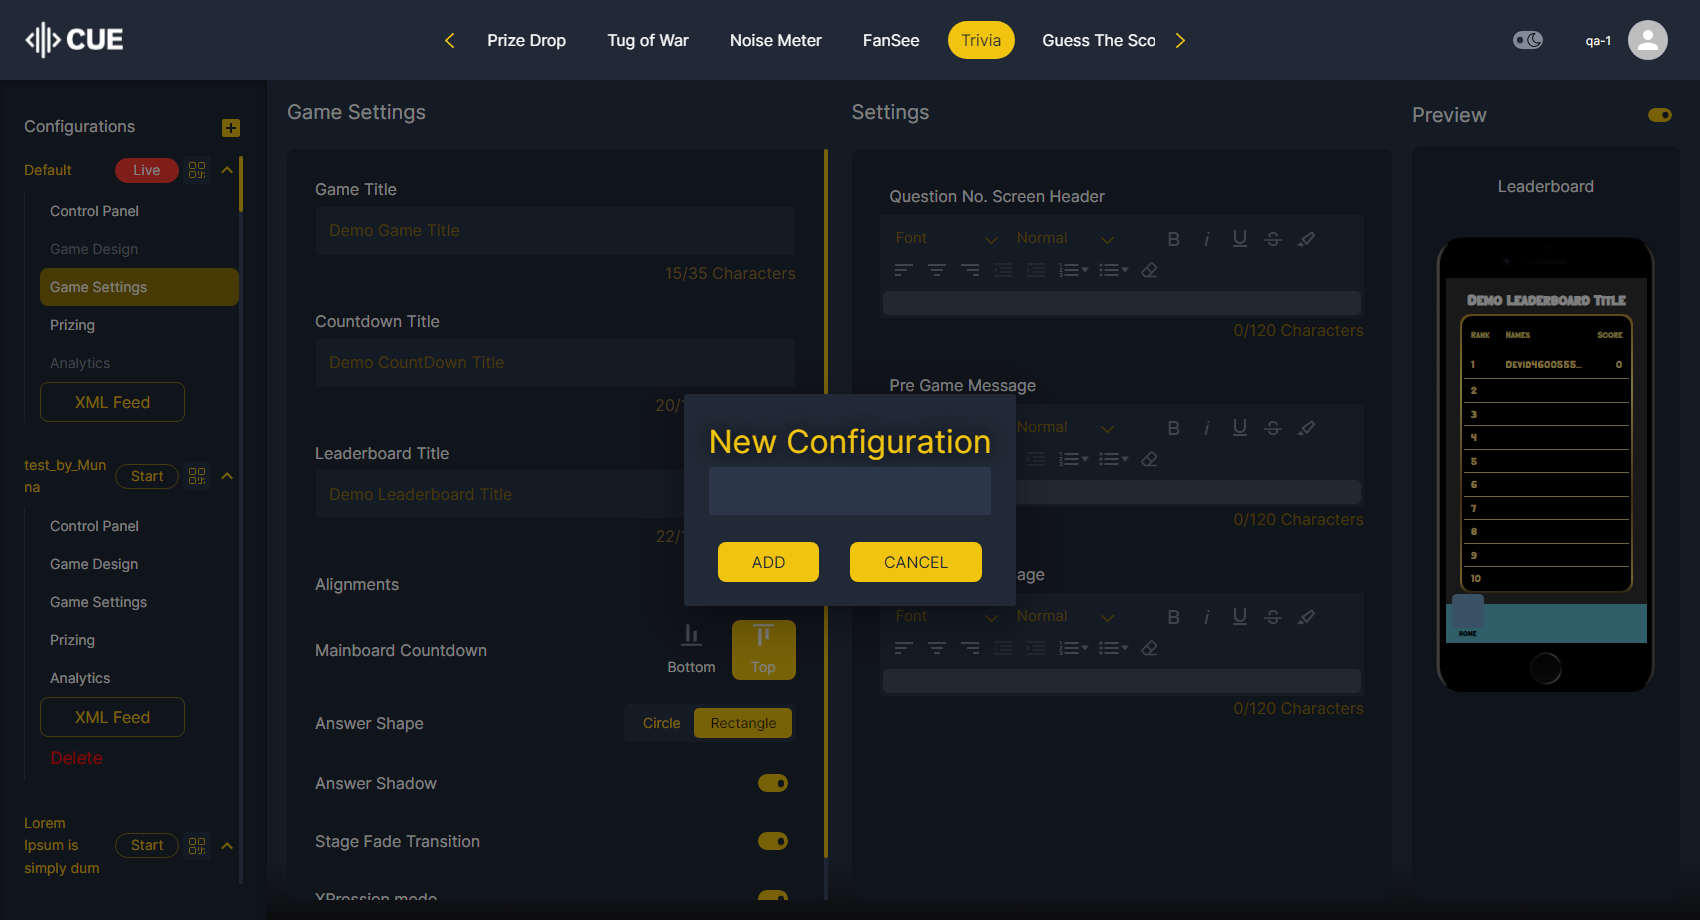 CUE
Prize Drop
Tug of War
Noise Meter
FanSee
Trivia
Guess The Sco
qa-1
Configurations
Default
Live
Control Panel
Game Design
Game Settings
Prizing
Analytics
XML Feed
test_by_Mun
na
Start
Control Panel
Game Design
Game Settings
Prizing
Analytics
XML Feed
Delete
Lorem
Ipsum is
simply dum
Start
Game Settings
Game Title
Demo Game Title
15/35 Characters
Countdown Title
Demo CountDown Title
20/
Leaderboard Title
Demo Leaderboard Title
22/
Alignments
Mainboard Countdown
Bottom
Top
Answer Shape
Circle
Rectangle
Answer Shadow
Stage Fade Transition
XPression mode
New Configuration
ADD
CANCEL
Settings
Question No. Screen Header
Font
Normal
B i U S
0/120 Characters
Pre Game Message
Normal
B i U S
0/120 Characters
age
Font
Normal
B i U S
0/120 Characters
Preview
Leaderboard
Demo Leaderboard Title
Rank Names Score
1 Devid4600555... 0
2
3
4
5
6
7
8
9
10
HOME